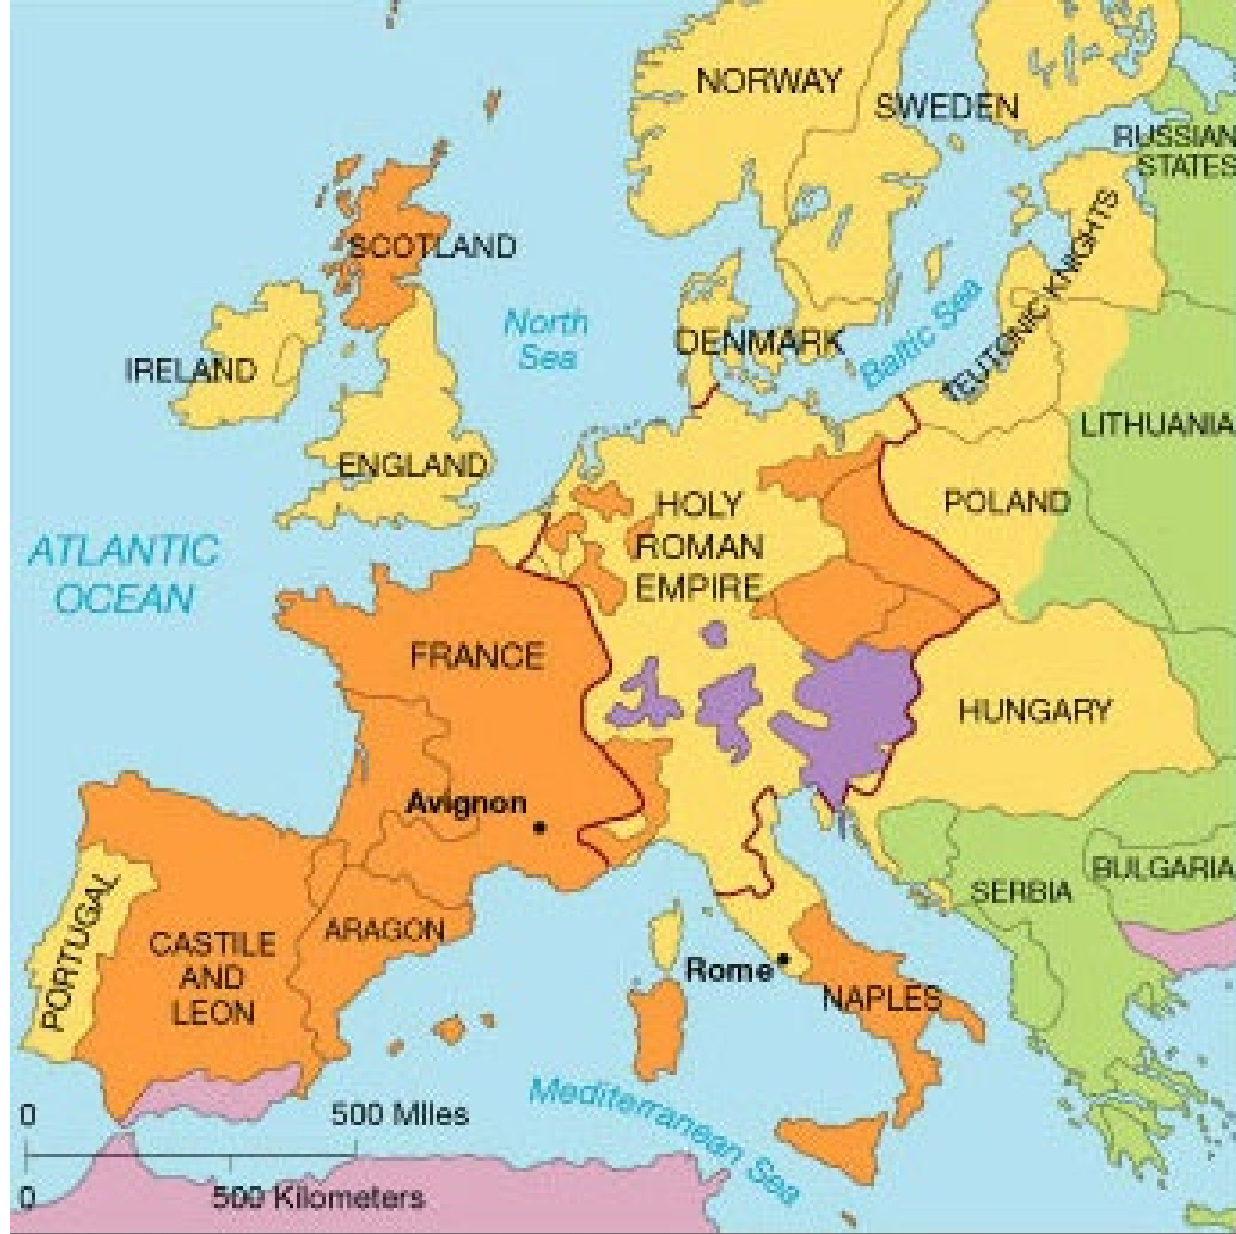 NORWAY
SWEDEN
RUSSIAN
STATES
SCOTLAND
TEUTONIC KNIGHTS
North
Sea
Baltic Sea
DENMARK
IRELAND
LITHUANIA
ENGLAND
HOLY
ROMAN
EMPIRE
POLAND
ATLANTIC
OCEAN
FRANCE
HUNGARY
Avignon
BULGARIA
SERBIA
PORTUGAL
CASTILE
AND
LEON
ARAGON
Rome
NAPLES
Mediterranean Sea
0 500 Miles
0 500 Kilometers